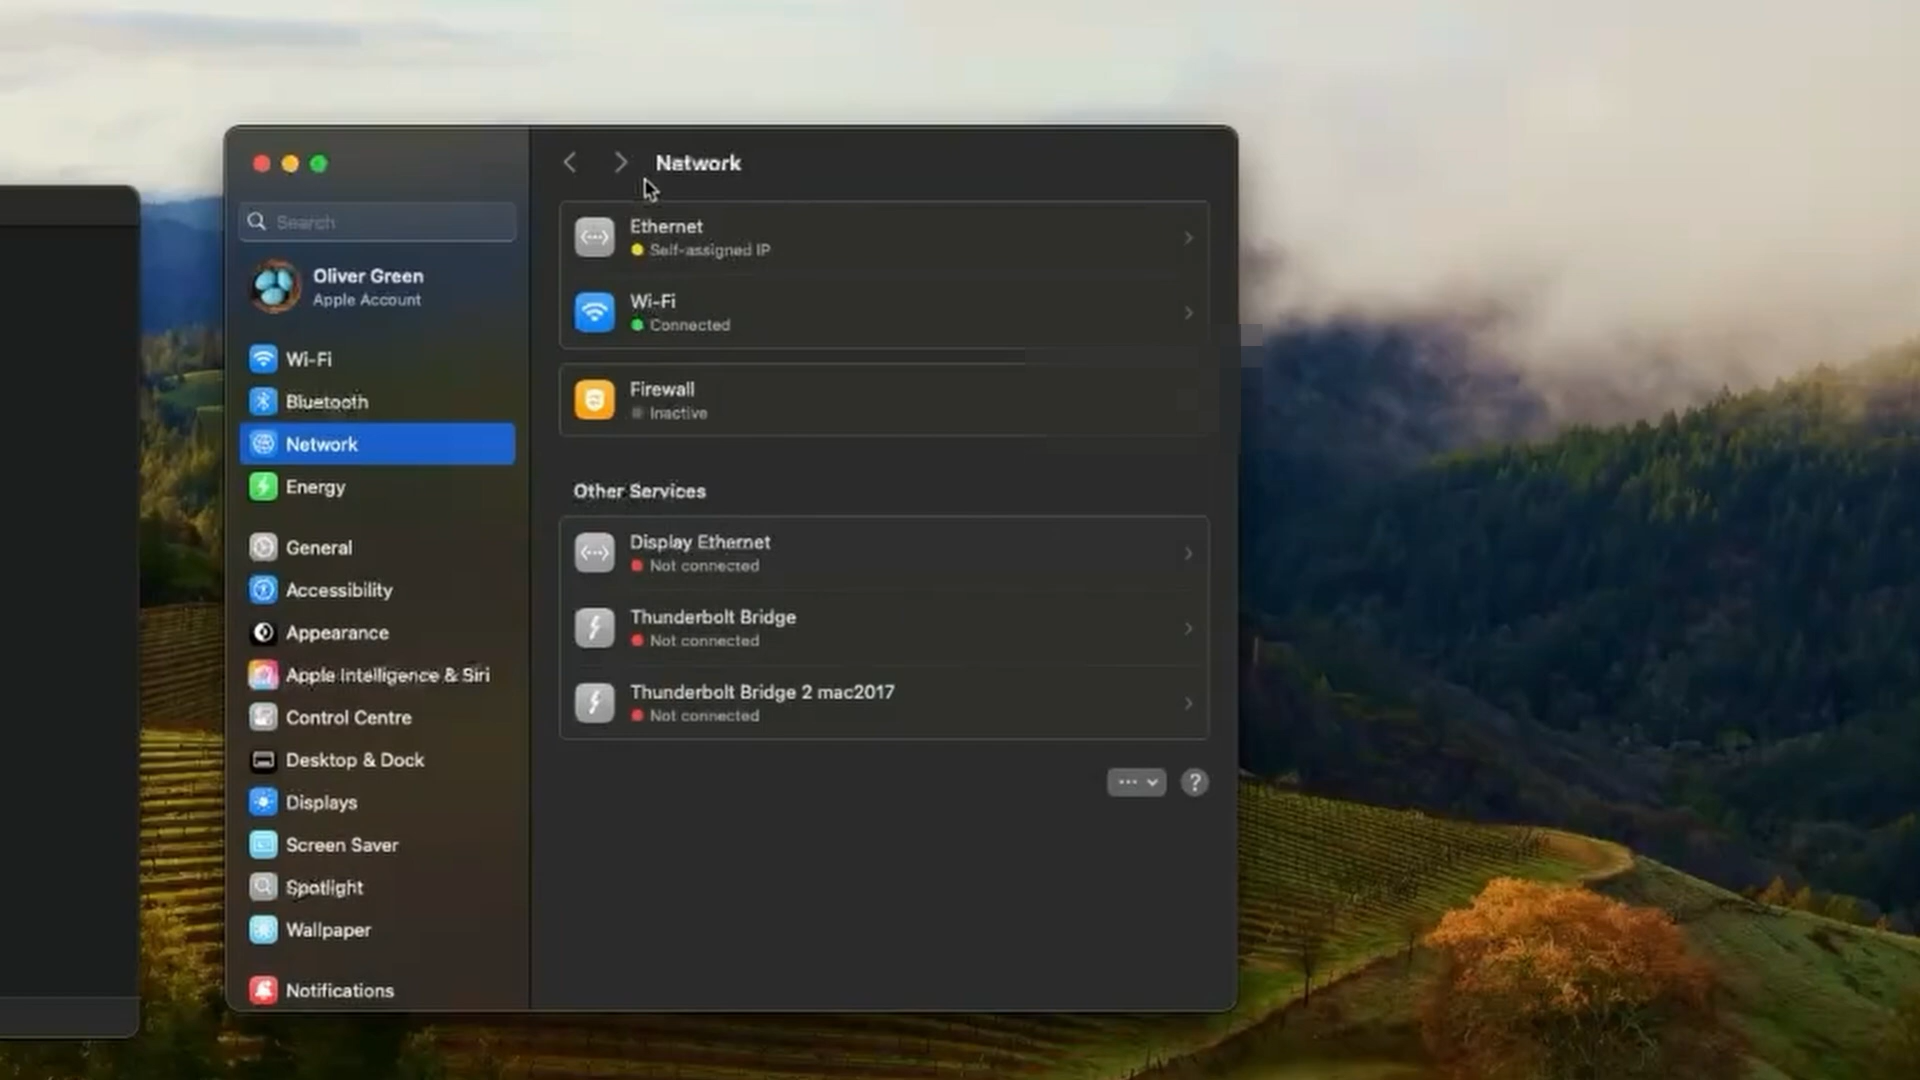 Network
Search
Oliver Green
Apple Account
Wi-Fi
Bluetooth
Network
Energy
General
Accessibility
Appearance
Apple Intelligence & Siri
Control Centre
Desktop & Dock
Displays
Screen Saver
Spotlight
Wallpaper
Notifications
Ethernet
Self-assigned IP
Wi-Fi
Connected
Firewall
Inactive
Other Services
Display Ethernet
Not connected
Thunderbolt Bridge
Not connected
Thunderbolt Bridge 2 mac2017
Not connected
?